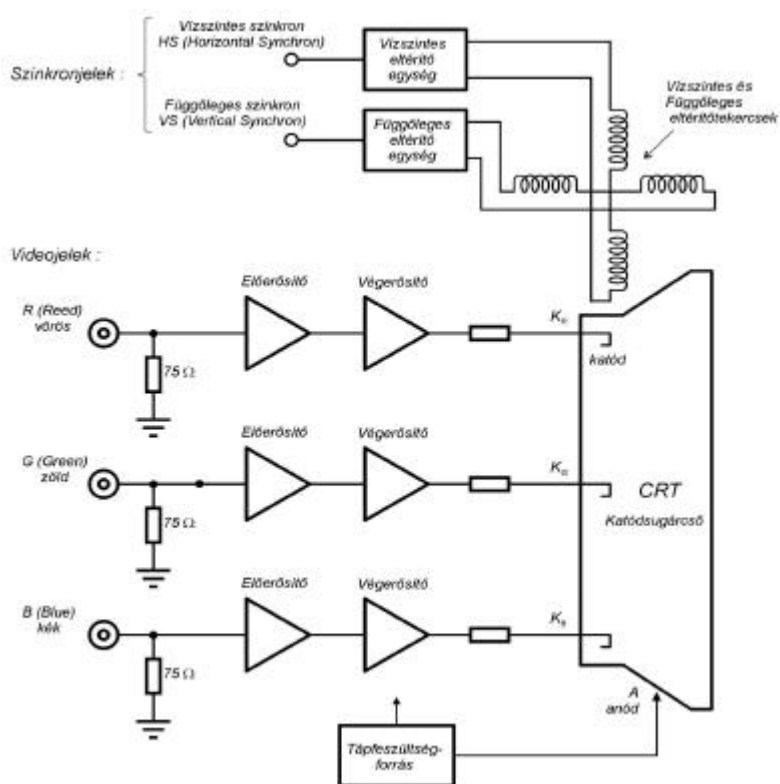 Vízszintes szinkron
HS (Horizontal Synchron)
Szinkronjelek :
Függőleges szinkron
VS (Vertical Synchron)
Vízszintes
eltérítő
egység
Függőleges
eltérítő
egység
Vízszintes és
Függőleges
eltérítőtekercsek
Videojelek :
R (Reed)
vörös
75 Ω
Előerősítő
Végerősítő
katód
G (Green)
zöld
75 Ω
Előerősítő
Végerősítő
CRT
Katódsugárcső
B (Blue)
kék
75 Ω
Előerősítő
Végerősítő
A
anód
Tápfeszültség-
forrás